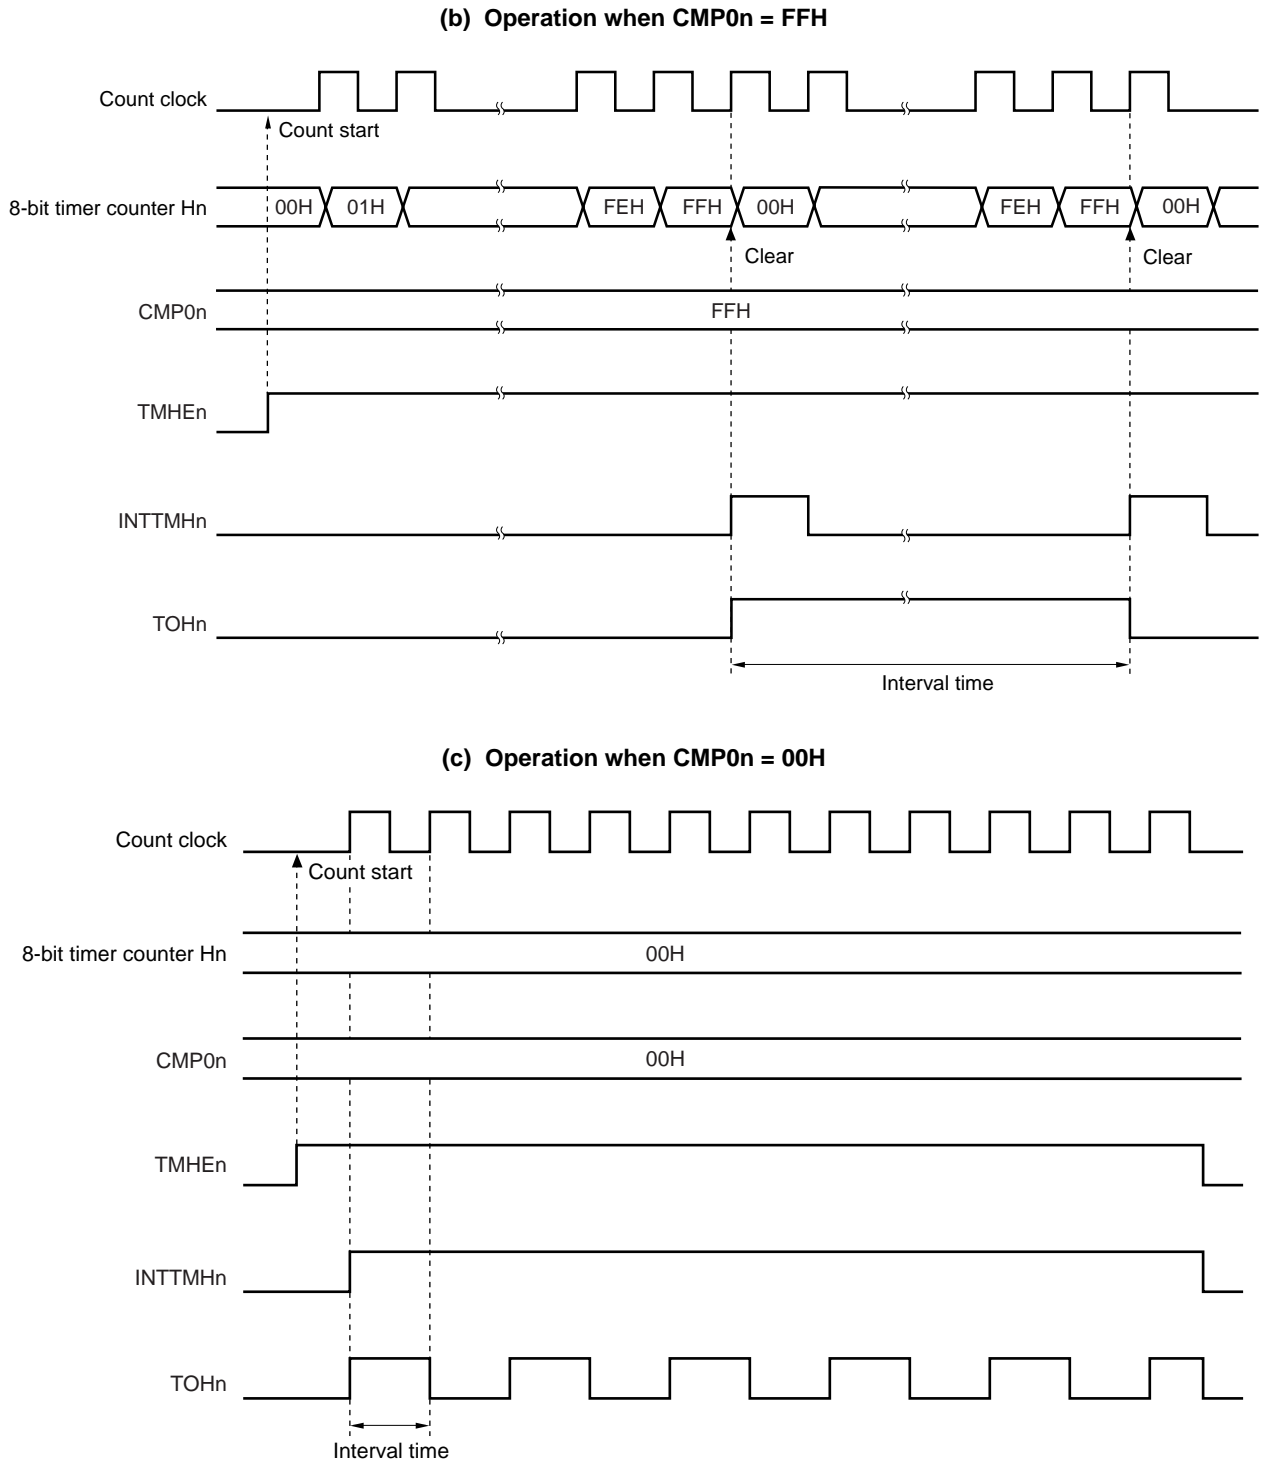 (b) Operation when CMP0n = FFH
Count clock
Count start
8-bit timer counter Hn
00H 01H FEH FFH 00H FEH FFH 00H
Clear Clear
CMP0n
FFH
TMHEn
INTTMHn
TOHn
Interval time
(c) Operation when CMP0n = 00H
Count clock
Count start
8-bit timer counter Hn
00H
CMP0n
00H
TMHEn
INTTMHn
TOHn
Interval time